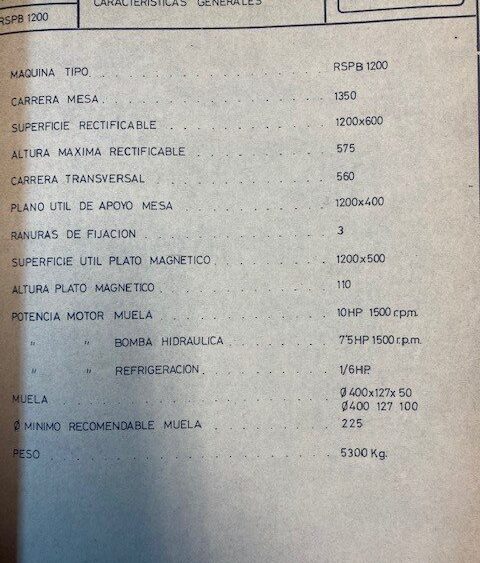 CARACTERISTICAS GENERALES
RSPB 1200
MAQUINA TIPO. . . . . . . . . . . . . . . . RSPB 1200
CARRERA MESA. . . . . . . . . . . . . . . . 1350
SUPERFICIE RECTIFICABLE . . . . . . . . . . 1200x600
ALTURA MAXIMA RECTIFICABLE . . . . . . . . 575
CARRERA TRANSVERSAL . . . . . . . . . . . . 560
PLANO UTIL DE APOYO MESA . . . . . . . . . 1200x400
RANURAS DE FIJACION . . . . . . . . . . . . 3
SUPERFICIE UTIL PLATO MAGNETICO . . . . . . 1200x500
ALTURA PLATO MAGNETICO . . . . . . . . . . 110
POTENCIA MOTOR MUELA . . . . . . . . . . . 10HP 1500 r.p.m.
" " BOMBA HIDRAULICA . . . . . . . 7'5HP 1500 r.p.m.
" " REFRIGERACION. . . . . . . . . 1/6HP.
MUELA . . . . . . . . . . . . . . . . . . . Ø 400x127x 50
Ø400 127 100
Ø MINIMO RECOMENDABLE MUELA . . . . . . . . 225
PESO . . . . . . . . . . . . . . . . . . . 5300 Kg.